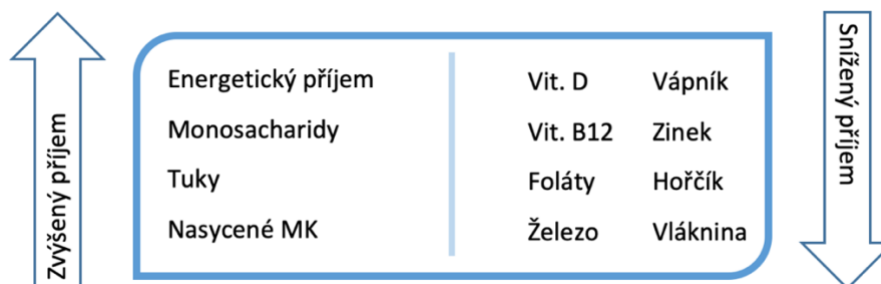 Zvýšený příjem
Energetický příjem
Monosacharidy
Tuky
Nasycené MK
Vit. D Vápník
Vit. B12 Zinek
Foláty Hořčík
Železo Vláknina
Snížený příjem